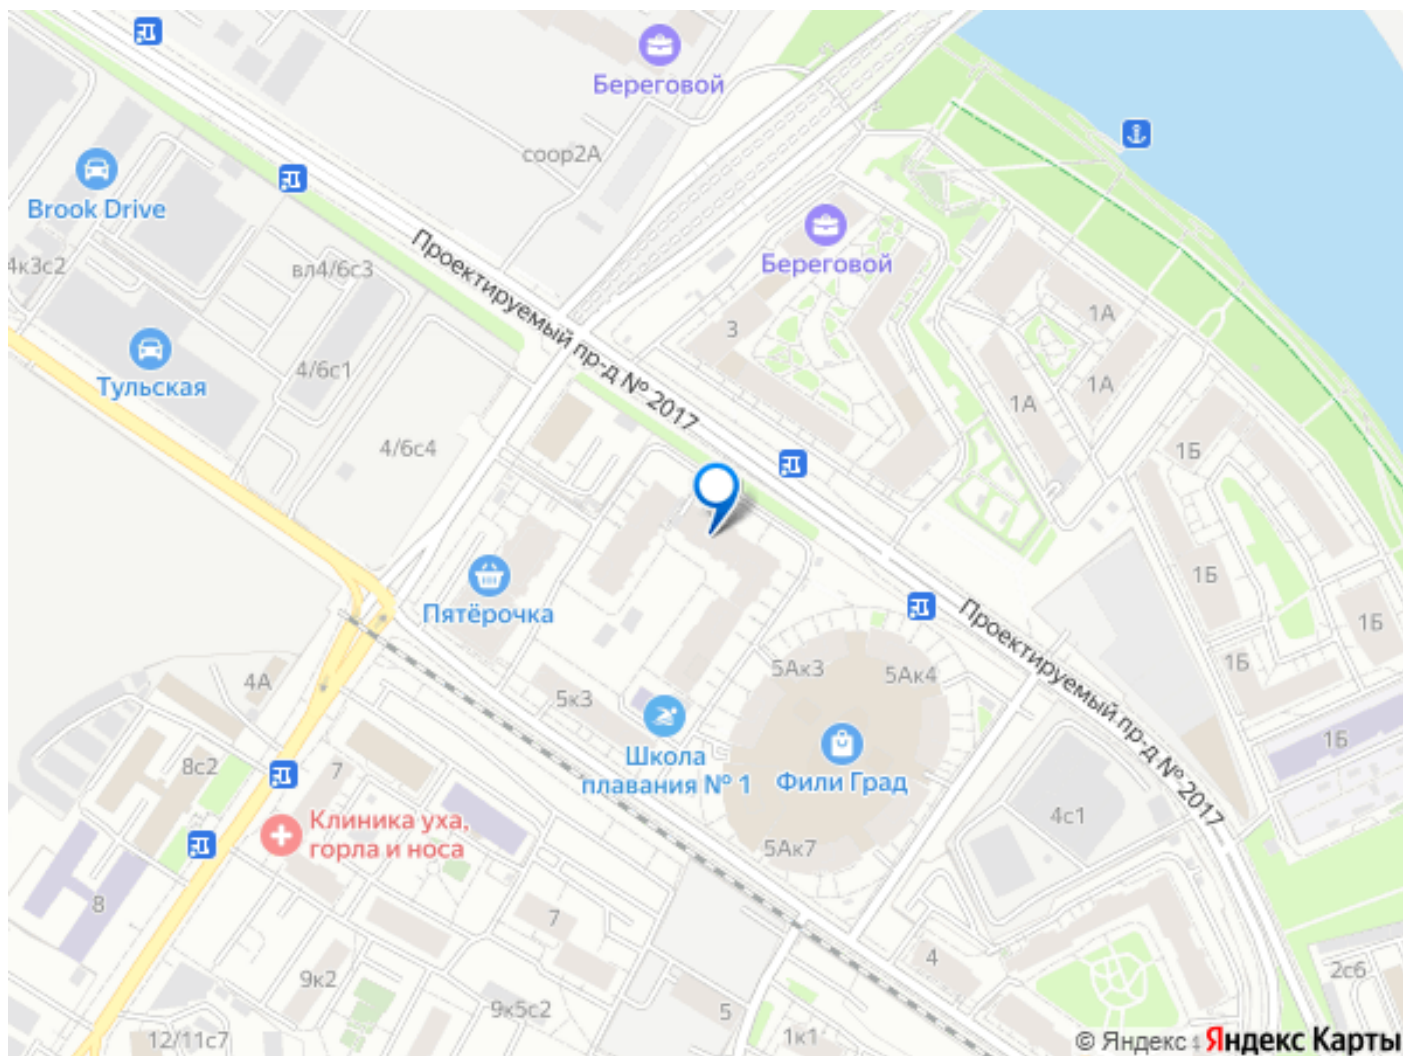 Береговой
соор2А
Brook Drive
4к3с2
вл4/6с3
Береговой
Проектируемый пр-д № 2017
3
1А
1А
1А
Тульская
4/6с1
4/6с4
1Б
1Б
1Б
1Б
Пятёрочка
Проектируемый пр-д № 2017
5Ак3
5Ак4
4А
5к3
Школа
плавания № 1
Фили Град
1Б
8с2
7
Клиника уха,
горла и носа
4с1
5Ак7
8
7
4
9к2
2с6
9к5с2
5
12/11с7
1к1
© Яндекс
Яндекс Карты